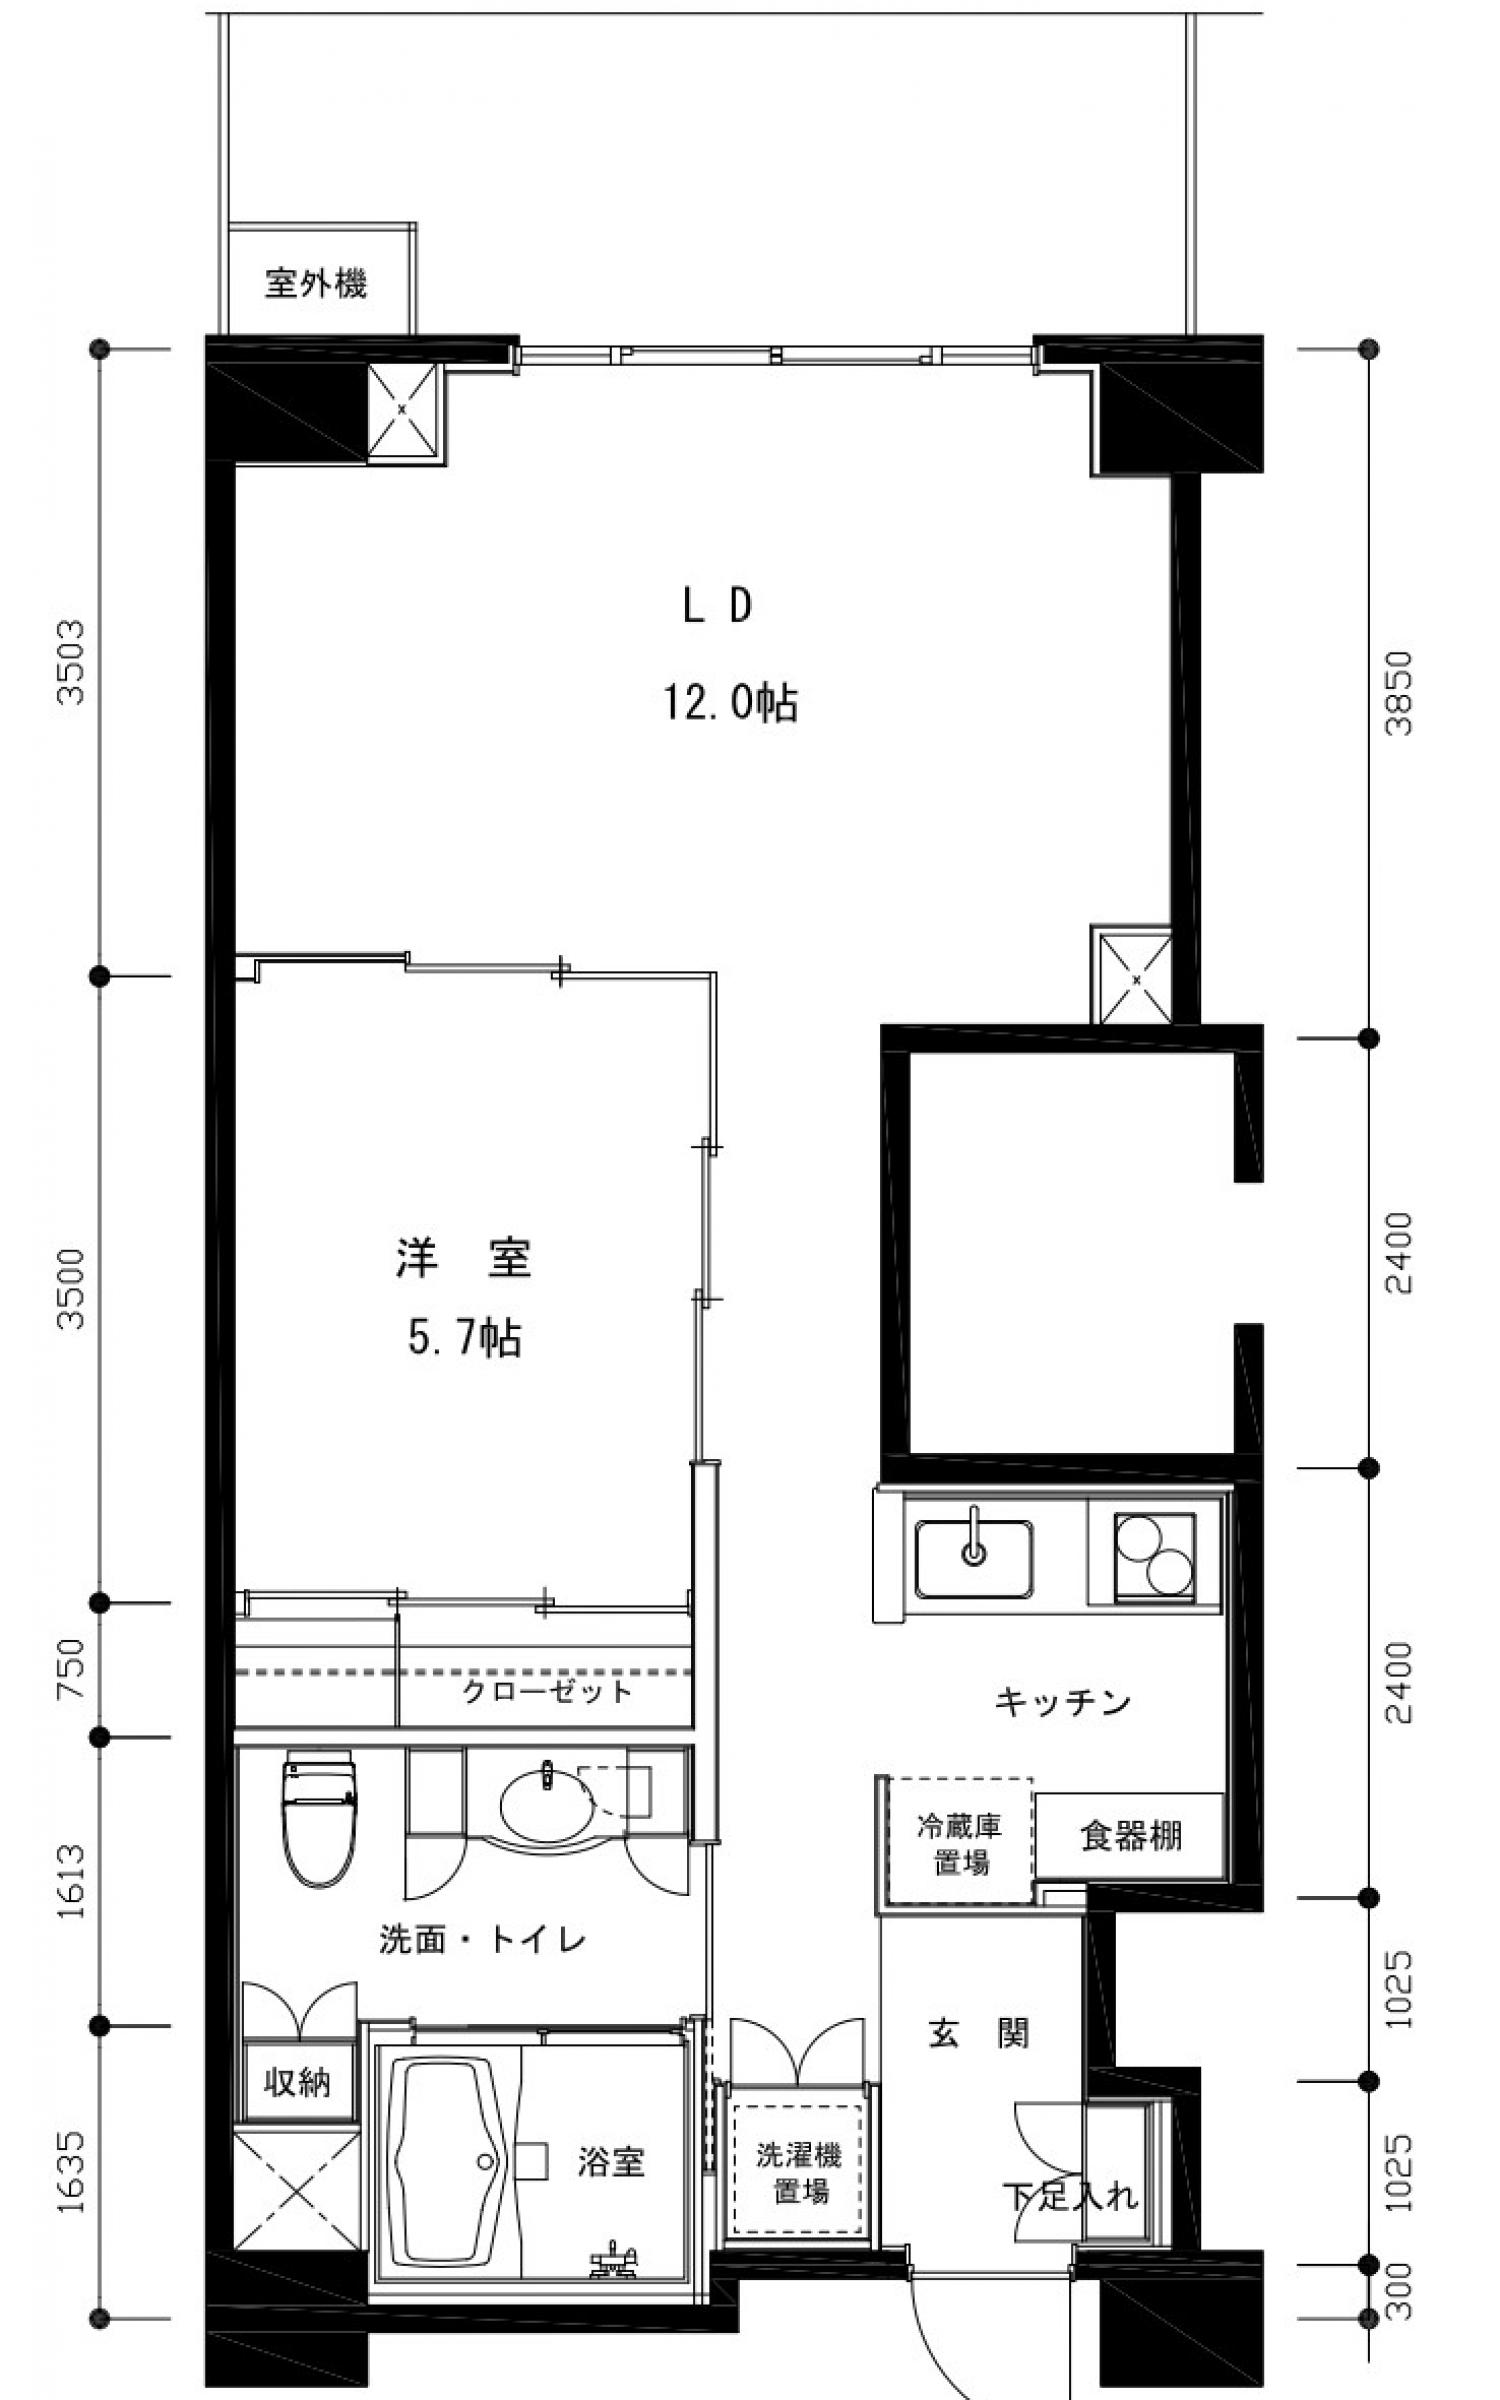 室外機
L D
12.0帖
3503
3850
洋 室
5.7帖
3500
2400
クローゼット
750
キッチン
2400
冷蔵庫
置場
食器棚
洗面・トイレ
1613
玄 関
1025
収納
浴室
洗濯機
置場
下足入れ
1635
1025
300